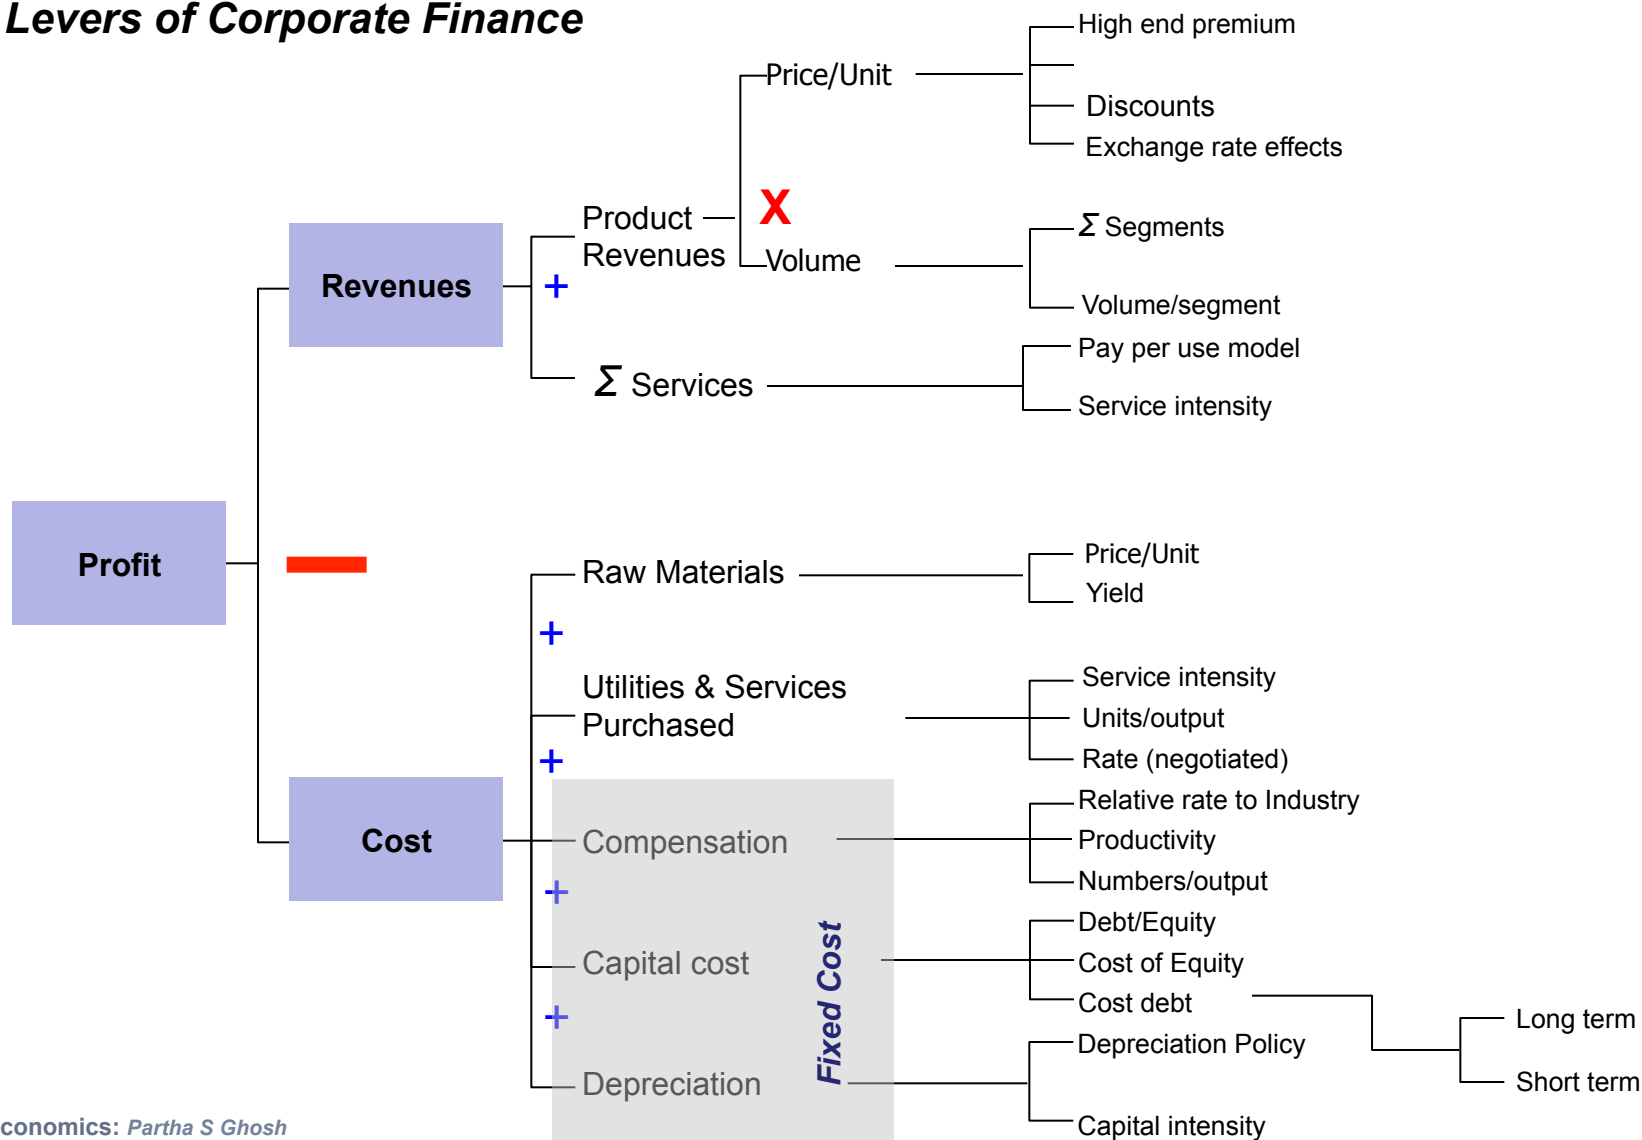 Levers of Corporate Finance
High end premium
Price/Unit
Discounts
Exchange rate effects
X
Product
Revenues
Volume
Σ Segments
Volume/segment
Revenues
+
Σ Services
Pay per use model
Service intensity
Profit
Raw Materials
Price/Unit
Yield
+
Utilities & Services
Purchased
Service intensity
Units/output
Rate (negotiated)
+
Cost
Compensation
Relative rate to Industry
Productivity
Numbers/output
+
Capital cost
Debt/Equity
Cost of Equity
Cost debt
Long term
Short term
+
Fixed Cost
Depreciation
Depreciation Policy
Capital intensity
conomics: Partha S Ghosh